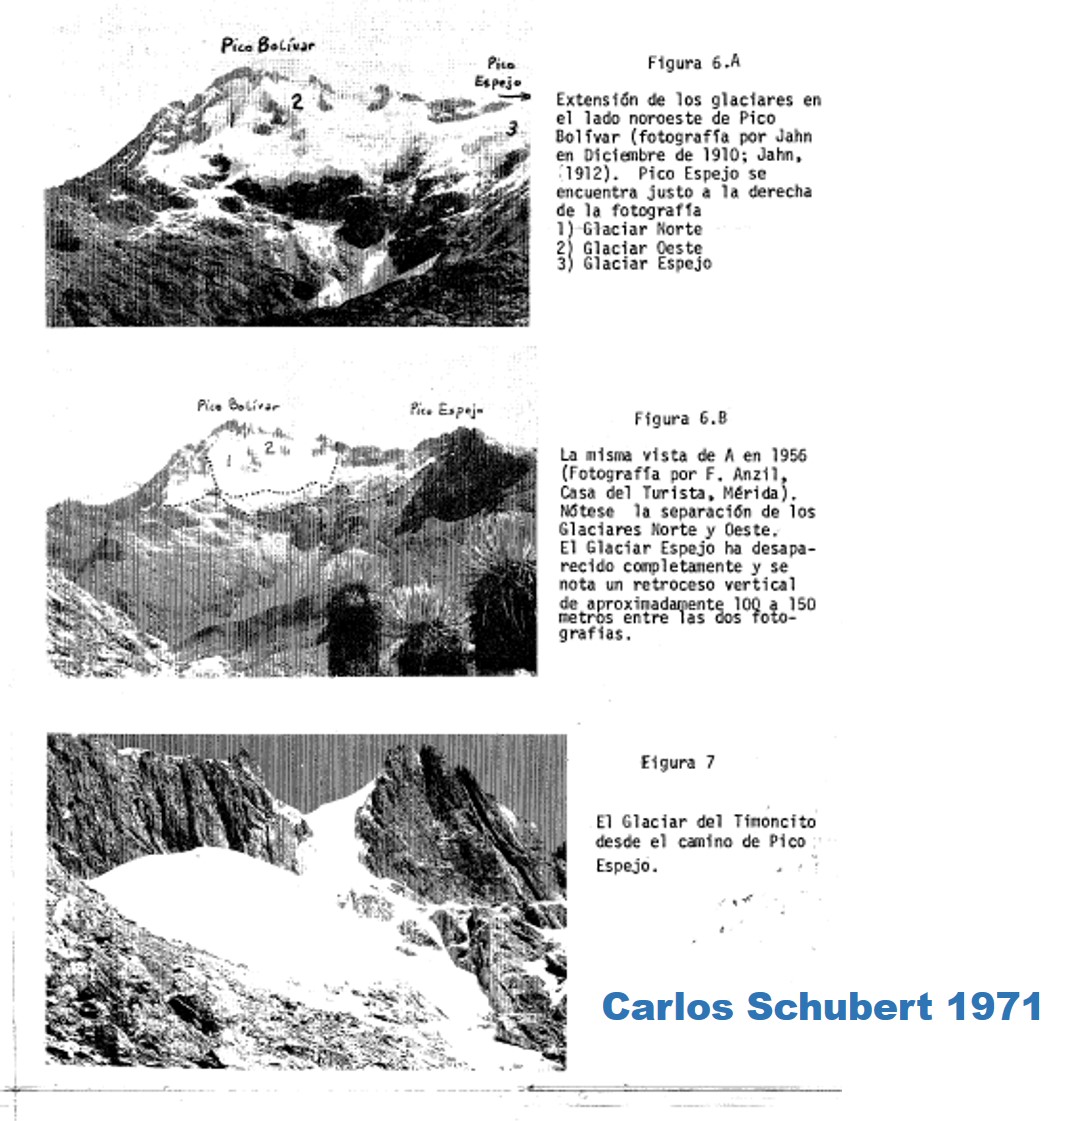 Pico Bolívar
Pico
Espejo
2
3
Figura 6.A
Extensión de los glaciares en
el lado noroeste de Pico
Bolívar (fotografía por Jahn
en Diciembre de 1910; Jahn,
1912). Pico Espejo se
encuentra justo a la derecha
de la fotografía
1) Glaciar Norte
2) Glaciar Oeste
3) Glaciar Espejo
Pico Bolívar
Pico Espejo
1
2
Figura 6.B
La misma vista de A en 1956
(Fotografía por F. Anzil,
Casa del Turista, Mérida).
Nótese la separación de los
Glaciares Norte y Oeste.
El Glaciar Espejo ha desapa-
recido completamente y se
nota un retroceso vertical
de aproximadamente 100 a 150
metros entre las dos foto-
grafías.
Figura 7
El Glaciar del Timoncito
desde el camino de Pico
Espejo.
Carlos Schubert 1971